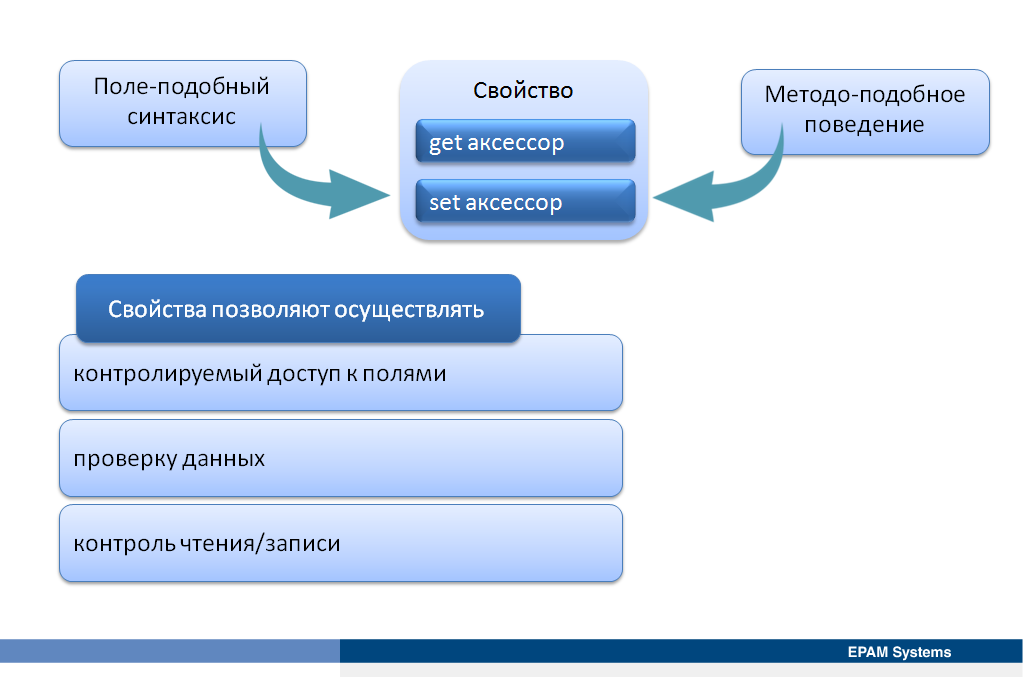 Поле-подобный
синтаксис
Свойство
get аксессор
set аксессор
Методо-подобное
поведение
Свойства позволяют осуществлять
контролируемый доступ к полями
проверку данных
контроль чтения/записи
EPAM Systems